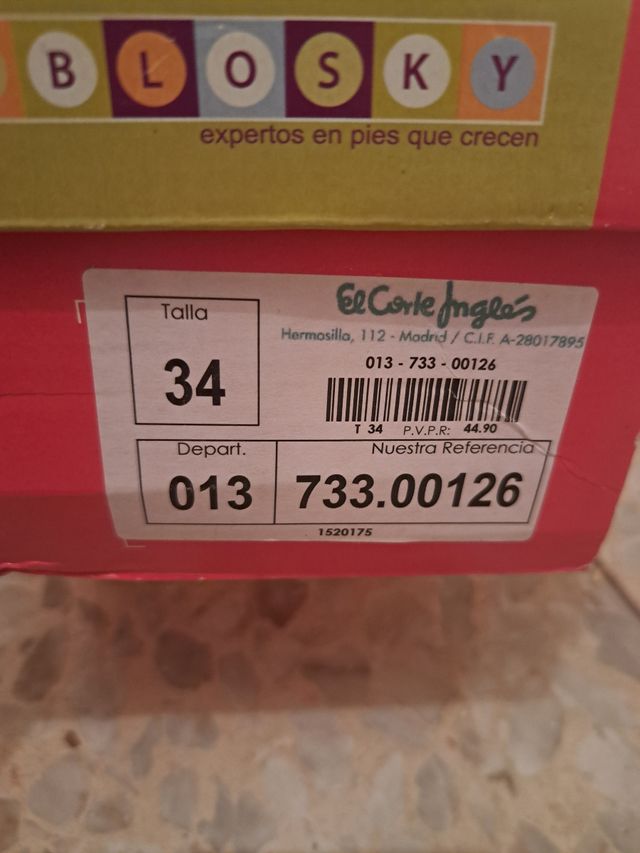 BLOSKY
expertos en pies que crecen
El Corte Inglés
Hermosilla, 112 - Madrid / C.I.F. A-28017895
013 - 733 - 00126
T 34 P.V.P.R: 44.90
Talla
34
Depart.
013
Nuestra Referencia
733.00126
1520175